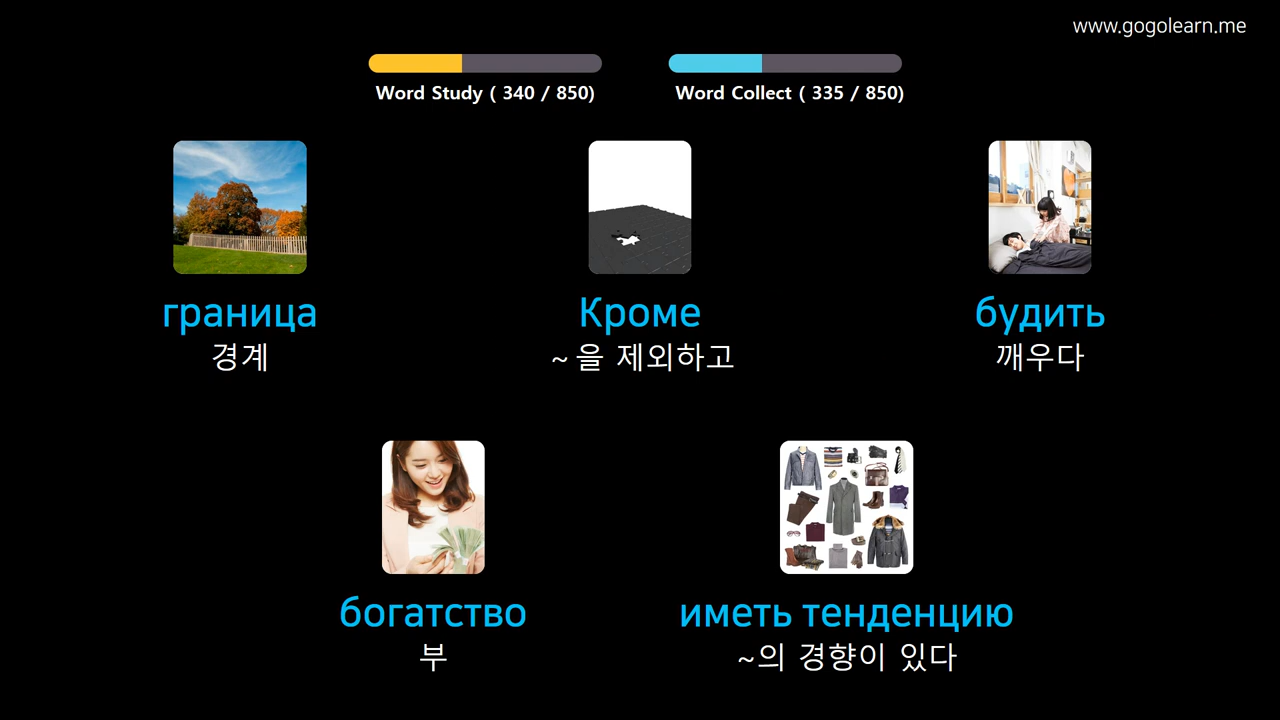 www.gogolearn.me
Word Study ( 340 / 850)
Word Collect ( 335 / 850)
граница
경계
Кроме
~ 을 제외하고
будить
깨우다
богатство
부
иметь тенденцию
~의 경향이 있다